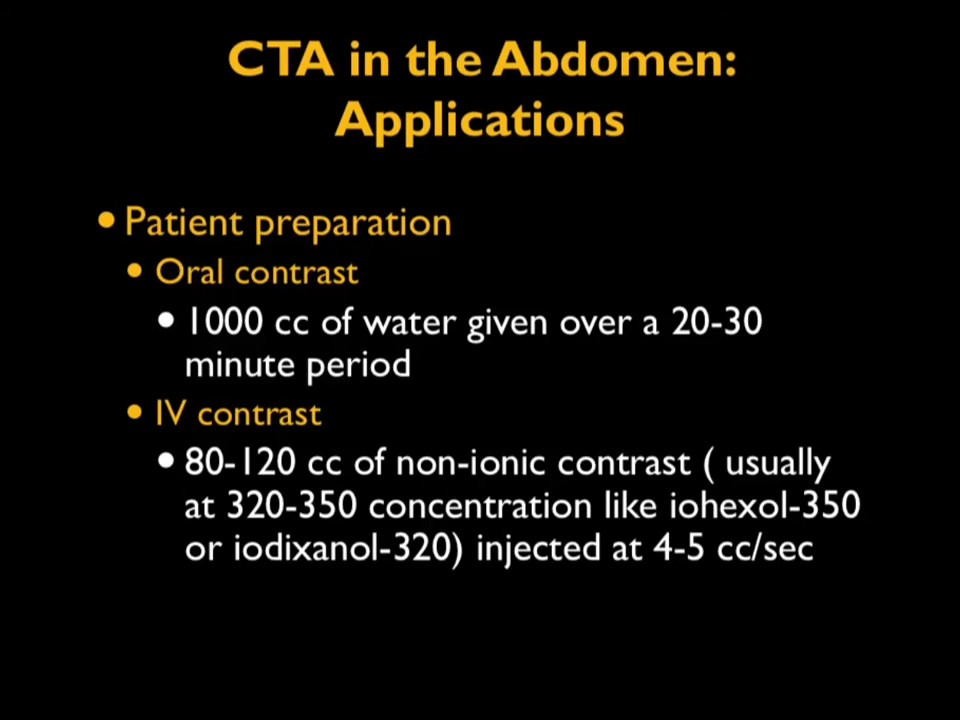 CTA in the Abdomen:
Applications
• Patient preparation
• Oral contrast
• 1000 cc of water given over a 20-30
minute period
• IV contrast
• 80-120 cc of non-ionic contrast ( usually
at 320-350 concentration like iohexol-350
or iodixanol-320) injected at 4-5 cc/sec